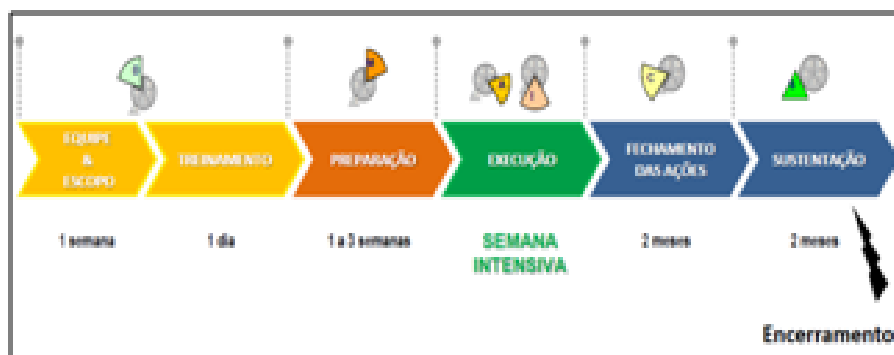 EQUIPE
&
ESCOPO
TREINAMENTO
PREPARAÇÃO
EXECUÇÃO
FECHAMENTO
DAS AÇÕES
SUSTENTAÇÃO
1 semana
1 dia
1 a 3 semanas
SEMANA
INTENSIVA
2 meses
2 meses
Encerramento